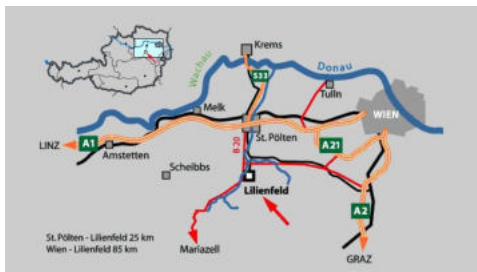 Krems
Wachau
Donau
S33
Tulln
Melk
WIEN
St. Pölten
LINZ
A1
A21
Amstetten
B-20
Scheibbs
Lilienfeld
A2
St. Pölten - Lilienfeld 25 km
Wien - Lilienfeld 85 km
Mariazell
GRAZ